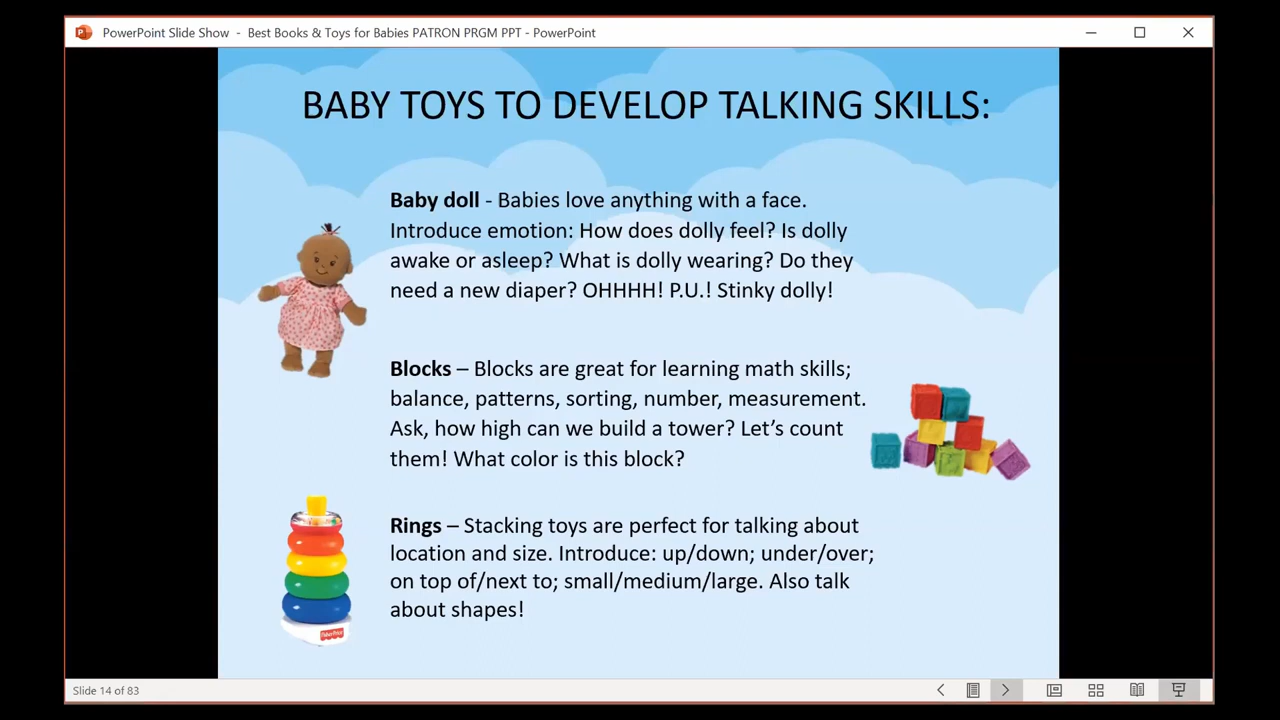 PowerPoint Slide Show - Best Books & Toys for Babies PATRON PRGM PPT - PowerPoint
BABY TOYS TO DEVELOP TALKING SKILLS:
Baby doll - Babies love anything with a face.
Introduce emotion: How does dolly feel? Is dolly
awake or asleep? What is dolly wearing? Do they
need a new diaper? OHHHH! P.U.! Stinky dolly!
Blocks – Blocks are great for learning math skills;
balance, patterns, sorting, number, measurement.
Ask, how high can we build a tower? Let’s count
them! What color is this block?
Rings – Stacking toys are perfect for talking about
location and size. Introduce: up/down; under/over;
on top of/next to; small/medium/large. Also talk
about shapes!
Fisher-Price
Slide 14 of 83